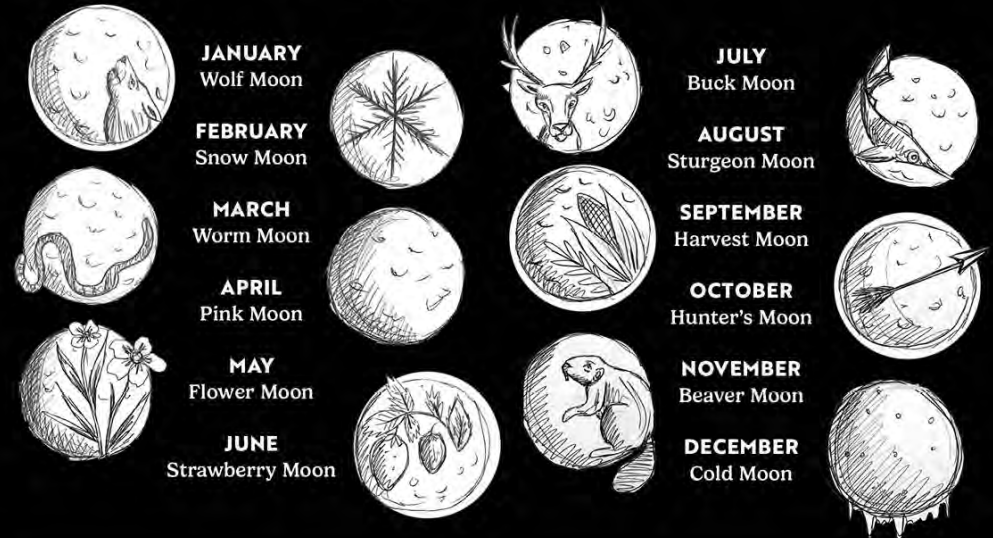 JANUARY
Wolf Moon
FEBRUARY
Snow Moon
MARCH
Worm Moon
APRIL
Pink Moon
MAY
Flower Moon
JUNE
Strawberry Moon
JULY
Buck Moon
AUGUST
Sturgeon Moon
SEPTEMBER
Harvest Moon
OCTOBER
Hunter’s Moon
NOVEMBER
Beaver Moon
DECEMBER
Cold Moon